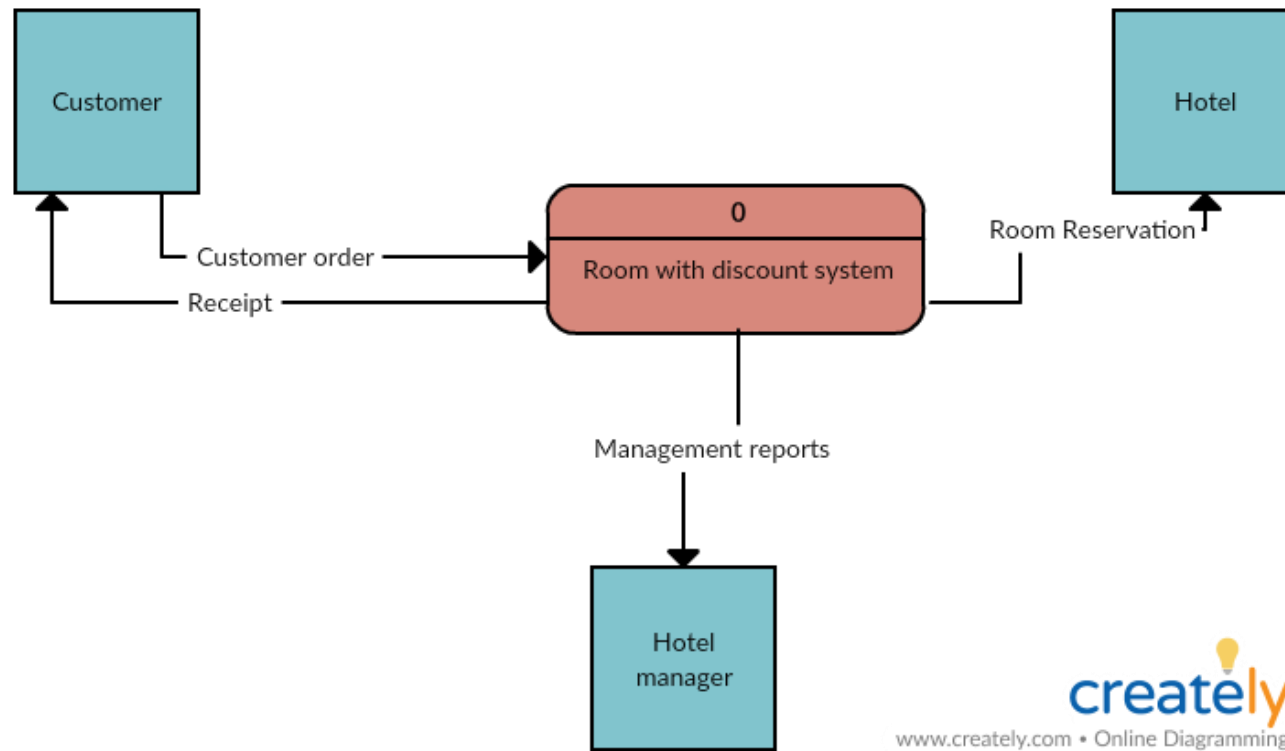 Customer
Hotel
0
Room with discount system
Room Reservation
Customer order
Receipt
Management reports
Hotel
manager
creately
www.creately.com • Online Diagramming